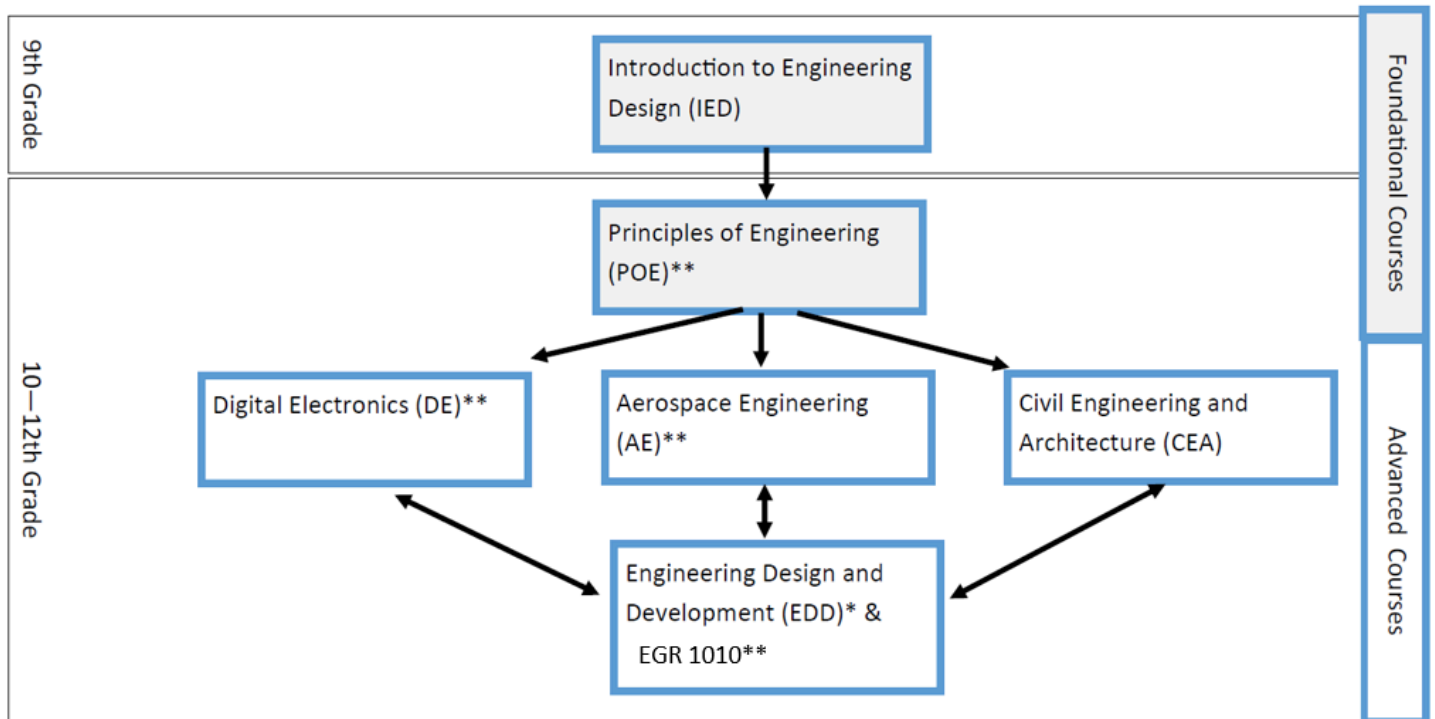 9th Grade
Introduction to Engineering
Design (IED)
Foundational Courses
Principles of Engineering
(POE)**
10—12th Grade
Digital Electronics (DE)**
Aerospace Engineering
(AE)**
Civil Engineering and
Architecture (CEA)
Advanced Courses
Engineering Design and
Development (EDD)* &
EGR 1010**